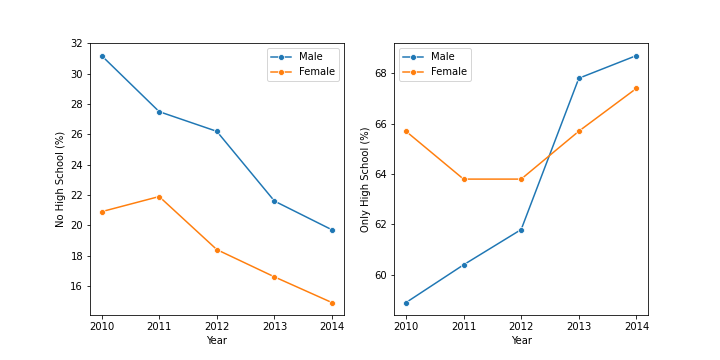 No High School (%)
32
30
28
26
24
22
20
18
16
Male
Female
2010 2011 2012 2013 2014
Year
Only High School (%)
68
66
64
62
60
Male
Female
2010 2011 2012 2013 2014
Year